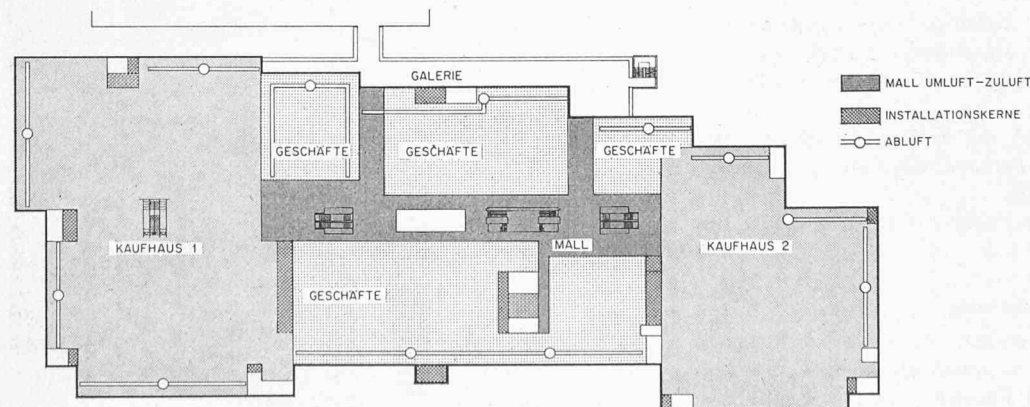 GALERIE
GESCHÄFTE
GESCHÄFTE
GESCHÄFTE
KAUFHAUS 1
MALL
KAUFHAUS 2
GESCHÄFTE
MALL UMLUFT-ZULUFT
INSTALLATIONSKERNE
ABLUFT